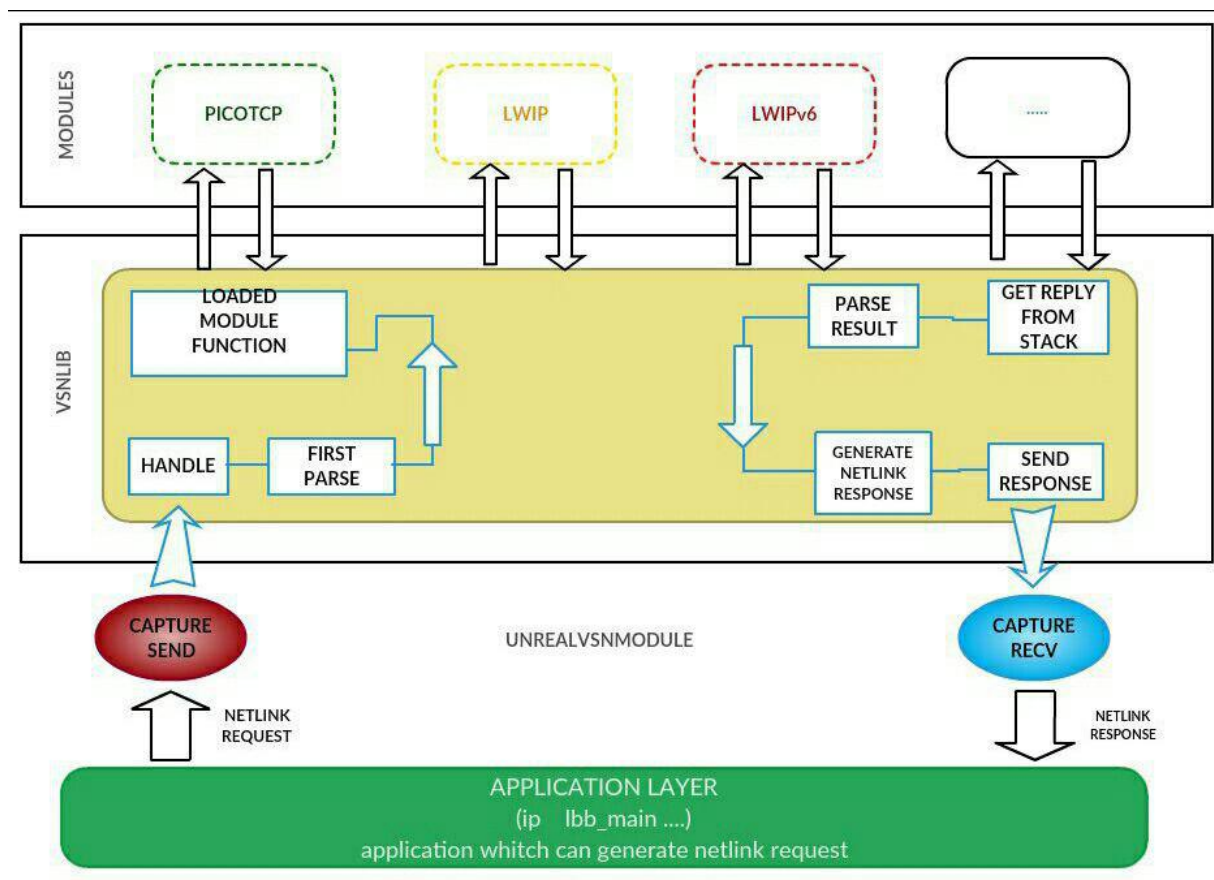 MODULES
PICOTCP
LWIP
LWIPv6
.....
VSNLIB
LOADED
MODULE
FUNCTION
PARSE
RESULT
GET REPLY
FROM
STACK
HANDLE
FIRST
PARSE
GENERATE
NETLINK
RESPONSE
SEND
RESPONSE
CAPTURE
SEND
UNREALVSNMODULE
CAPTURE
RECV
NETLINK
REQUEST
NETLINK
RESPONSE
APPLICATION LAYER
(ip lbb_main ....)
application whitch can generate netlink request